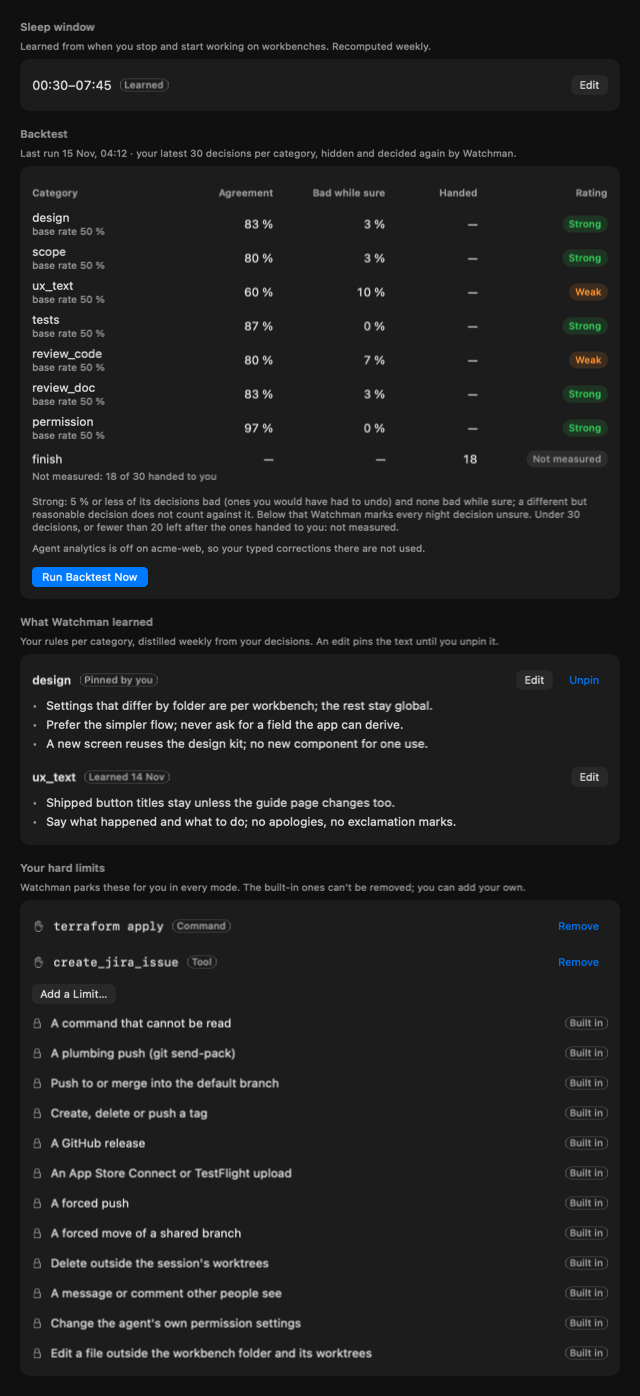 Sleep window
Learned from when you stop and start working on workbenches. Recomputed weekly.
00:30–07:45 Learned Edit
Backtest
Last run 15 Nov, 04:12 · your latest 30 decisions per category, hidden and decided again by Watchman.
Category Agreement Bad while sure Handed Rating
design 83 % 3 % — Strong
base rate 50 %
scope 80 % 3 % — Strong
base rate 50 %
ux_text 60 % 10 % — Weak
base rate 50 %
tests 87 % 0 % — Strong
base rate 50 %
review_code 80 % 7 % — Weak
base rate 50 %
review_doc 83 % 3 % — Strong
base rate 50 %
permission 97 % 0 % — Strong
base rate 50 %
finish — — 18 Not measured
Not measured: 18 of 30 handed to you
Strong: 5 % or less of its decisions bad (ones you would have had to undo) and none bad while sure; a different but
reasonable decision does not count against it. Below that Watchman marks every night decision unsure. Under 30
decisions, or fewer than 20 left after the ones handed to you: not measured.
Agent analytics is off on acme-web, so your typed corrections there are not used.
Run Backtest Now
What Watchman learned
Your rules per category, distilled weekly from your decisions. An edit pins the text until you unpin it.
design Pinned by you Edit Unpin
• Settings that differ by folder are per workbench; the rest stay global.
• Prefer the simpler flow; never ask for a field the app can derive.
• A new screen reuses the design kit; no new component for one use.
ux_text Learned 14 Nov Edit
• Shipped button titles stay unless the guide page changes too.
• Say what happened and what to do; no apologies, no exclamation marks.
Your hard limits
Watchman parks these for you in every mode. The built-in ones can't be removed; you can add your own.
terraform apply Command Remove
create_jira_issue Tool Remove
Add a Limit…
A command that cannot be read Built in
A plumbing push (git send-pack) Built in
Push to or merge into the default branch Built in
Create, delete or push a tag Built in
A GitHub release Built in
An App Store Connect or TestFlight upload Built in
A forced push Built in
A forced move of a shared branch Built in
Delete outside the session's worktrees Built in
A message or comment other people see Built in
Change the agent's own permission settings Built in
Edit a file outside the workbench folder and its worktrees Built in